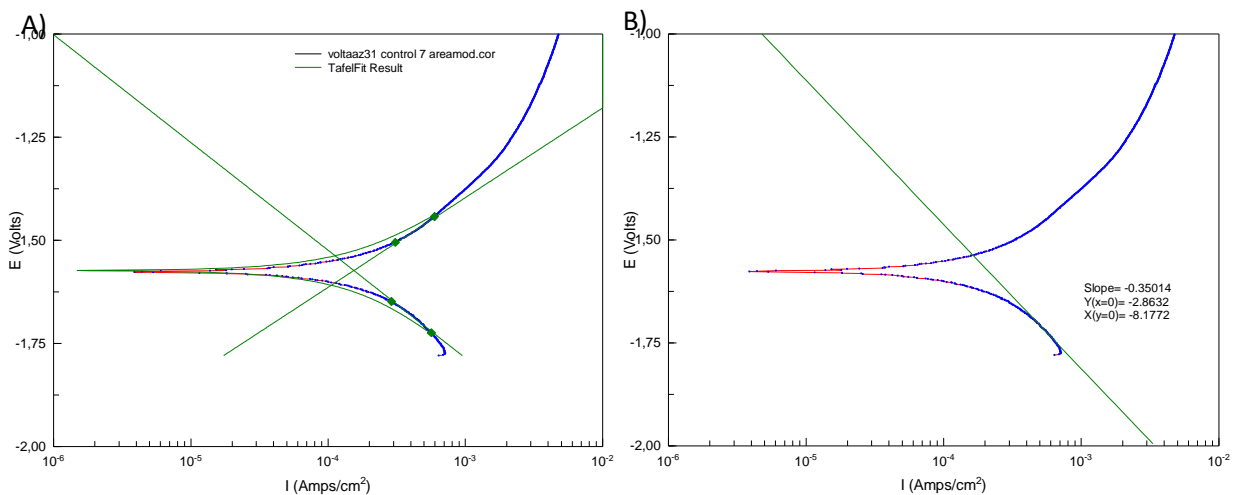 A)
voltaaz31 control 7 areamod.cor
TafelFit Result
-1,00
-1,25
-1,50
-1,75
-2,00
E (Volts)
10-6
10-5
10-4
10-3
10-2
I (Amps/cm2)
B)
-1,00
-1,25
-1,50
-1,75
-2,00
E (Volts)
Slope= -0.35014
Y(x=0)= -2.8632
X(y=0)= -8.1772
10-6
10-5
10-4
10-3
10-2
I (Amps/cm2)